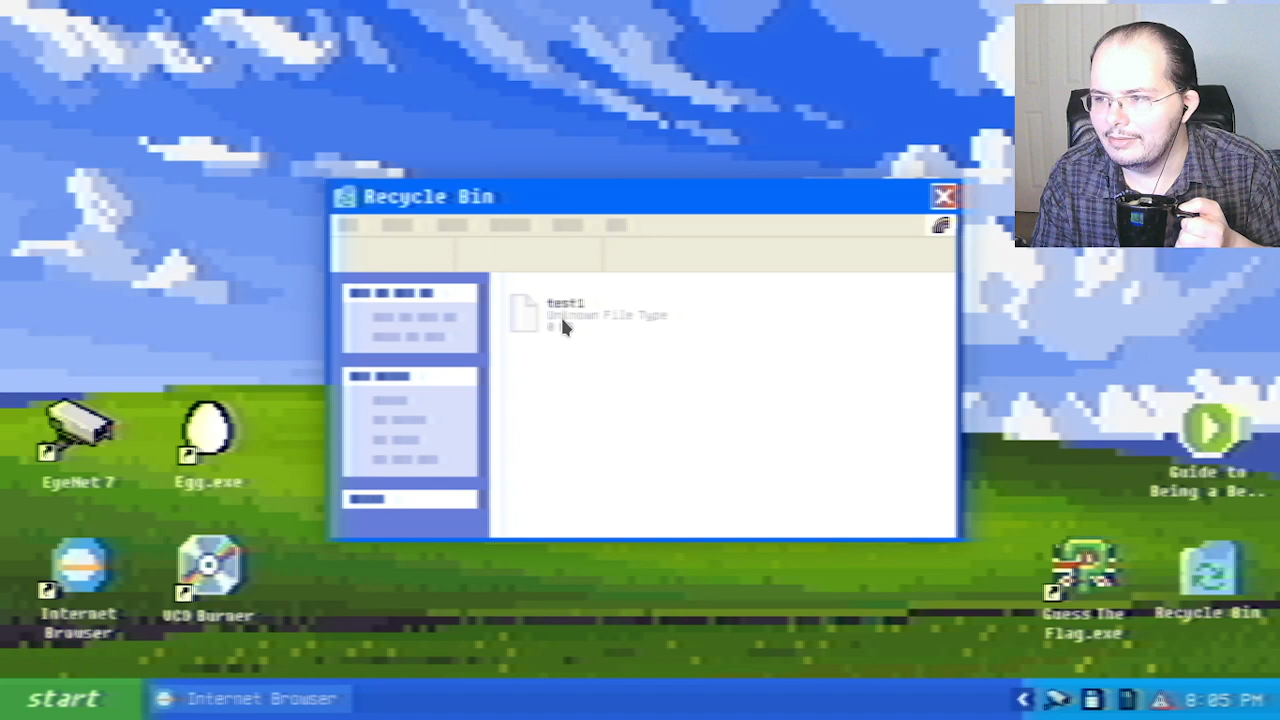 Recycle Bin
test1
Unknown File Type
0
EyeNet 7
Egg.exe
Guide to
Being a Be..
Internet
Browser
UCD Burner
Guess The
Flag.exe
Recycle Bin
start
Internet Browser
8:05 PM